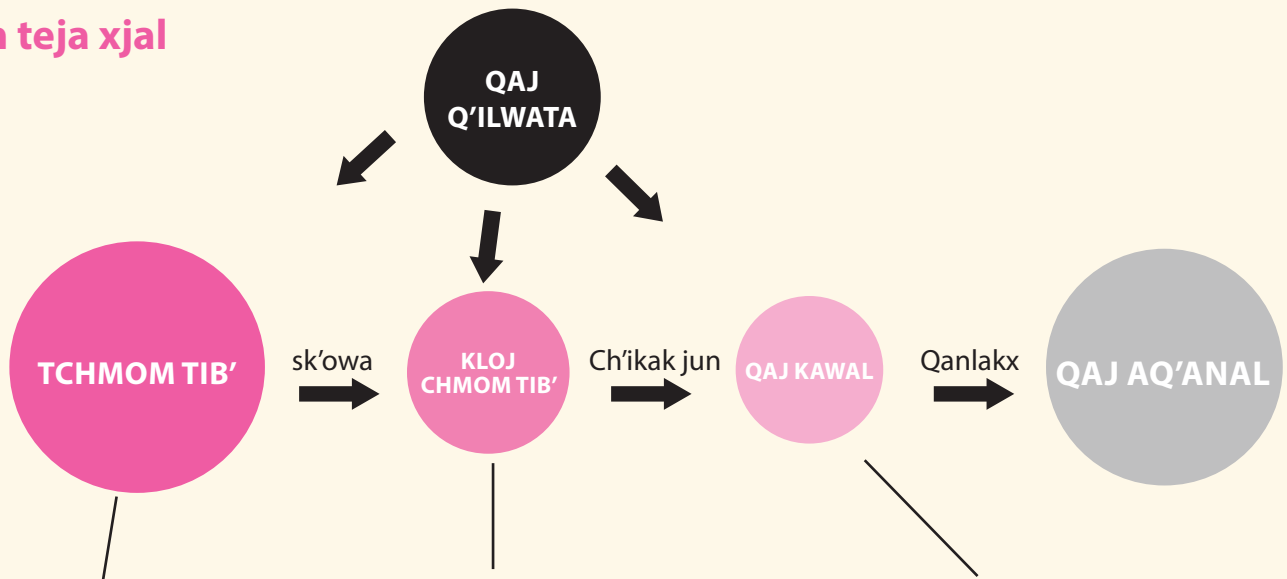 teja xjal
QAJ
Q'ILWATA
TCHMOM TIB'
sk'owa
KLOJ
CHMOM TIB'
Ch'ikak jun
QAJ KAWAL
Qanlakx
QAJ AQ'ANAL